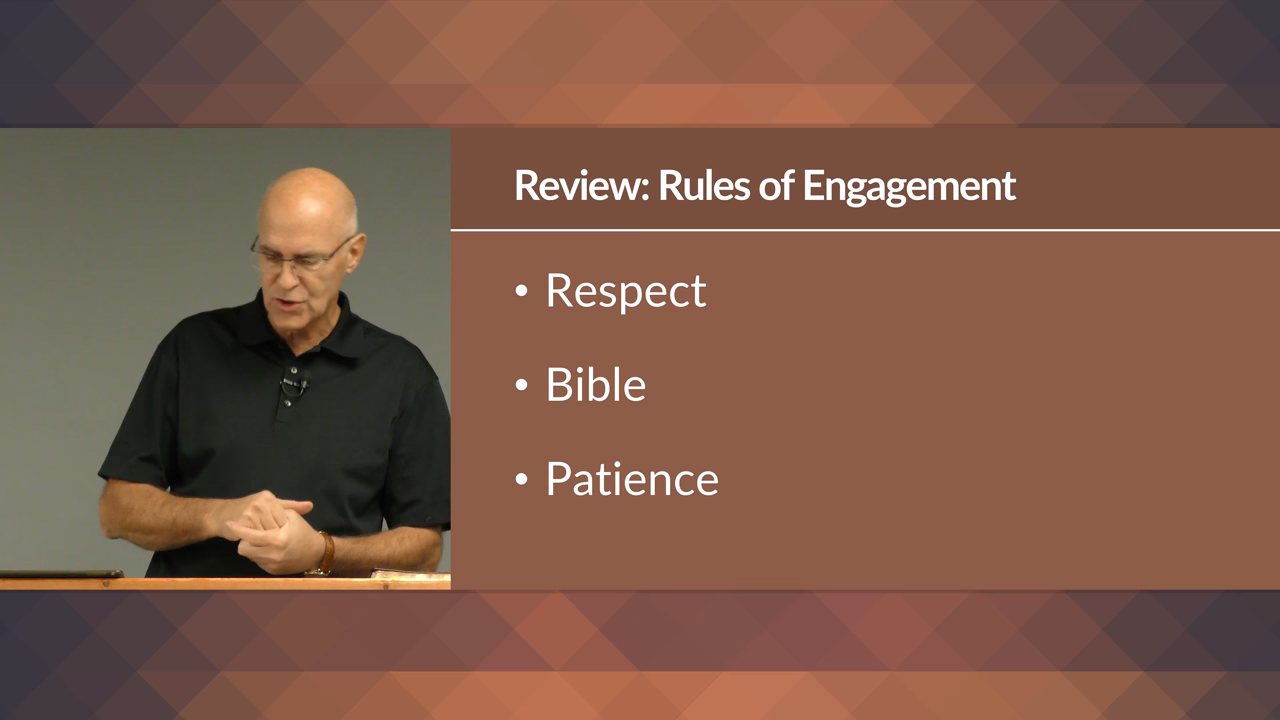 Review: Rules of Engagement
• Respect
• Bible
• Patience